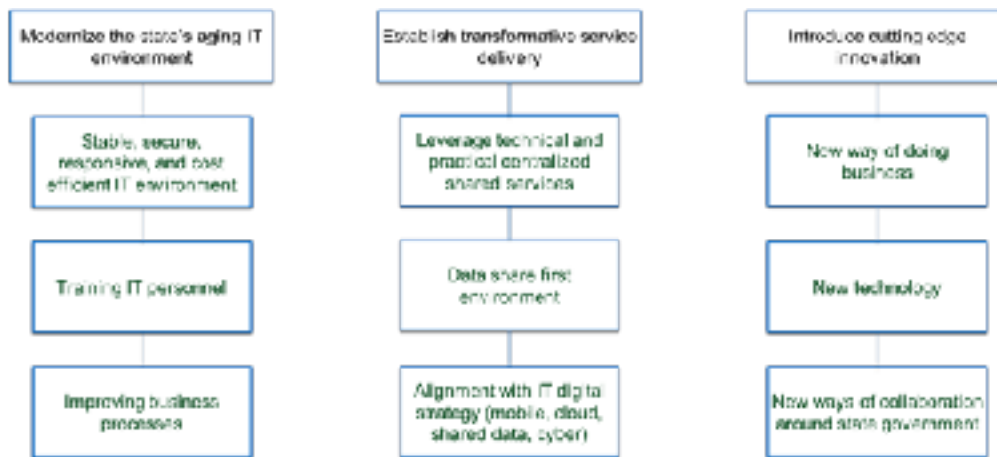 Modernize the state's aging IT
environment
Stable, secure,
responsive, and cost
efficient IT environment
Training IT personnel
Improving business
processes
Establish transformative service
delivery
Leverage technical and
practical centralized
shared services
Data share first
environment
Alignment with IT digital
strategy (mobile, cloud,
shared data, cyber)
Introduce cutting edge
innovation
New way of doing
business
New technology
New ways of collaboration
around state government